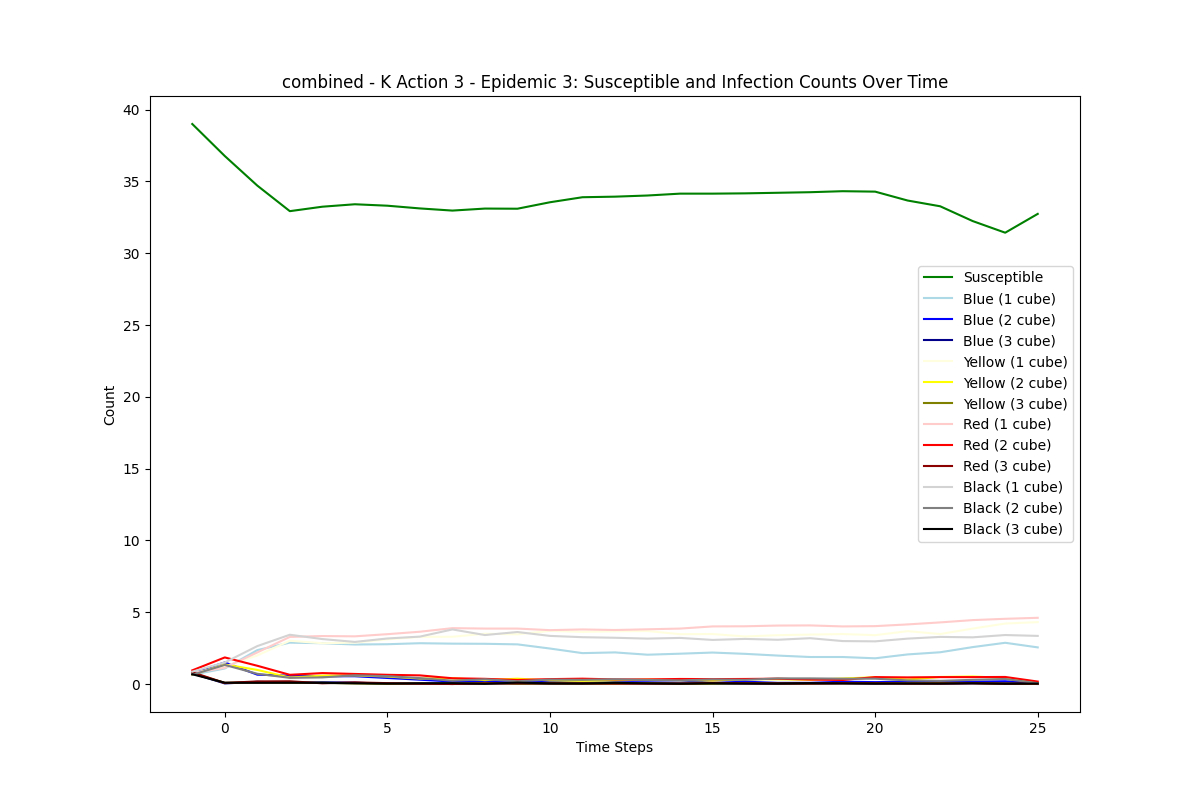 combined - K Action 3 - Epidemic 3: Susceptible and Infection Counts Over Time
40
35
30
25
20
15
10
5
0
Count
Susceptible
Blue (1 cube)
Blue (2 cube)
Blue (3 cube)
Yellow (1 cube)
Yellow (2 cube)
Yellow (3 cube)
Red (1 cube)
Red (2 cube)
Red (3 cube)
Black (1 cube)
Black (2 cube)
Black (3 cube)
0 5 10 15 20 25
Time Steps